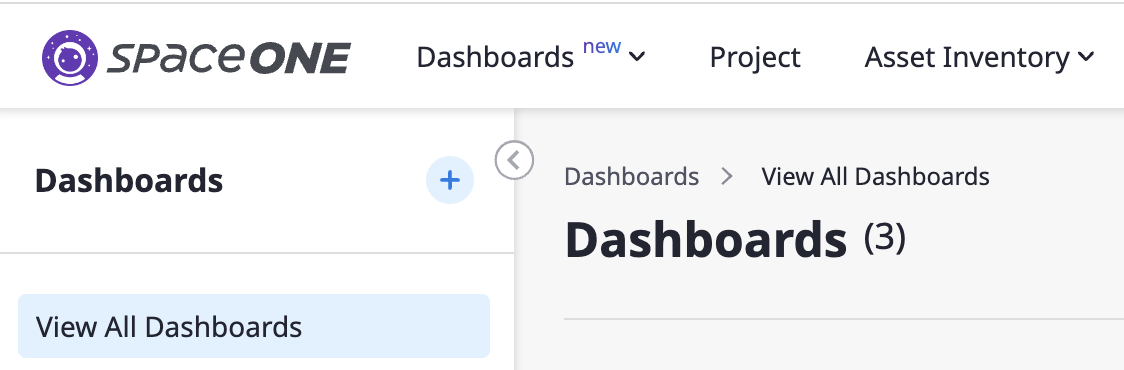 SPaCeONE
Dashboards new
Project
Asset Inventory
Dashboards
+
Dashboards > View All Dashboards
Dashboards (3)
View All Dashboards